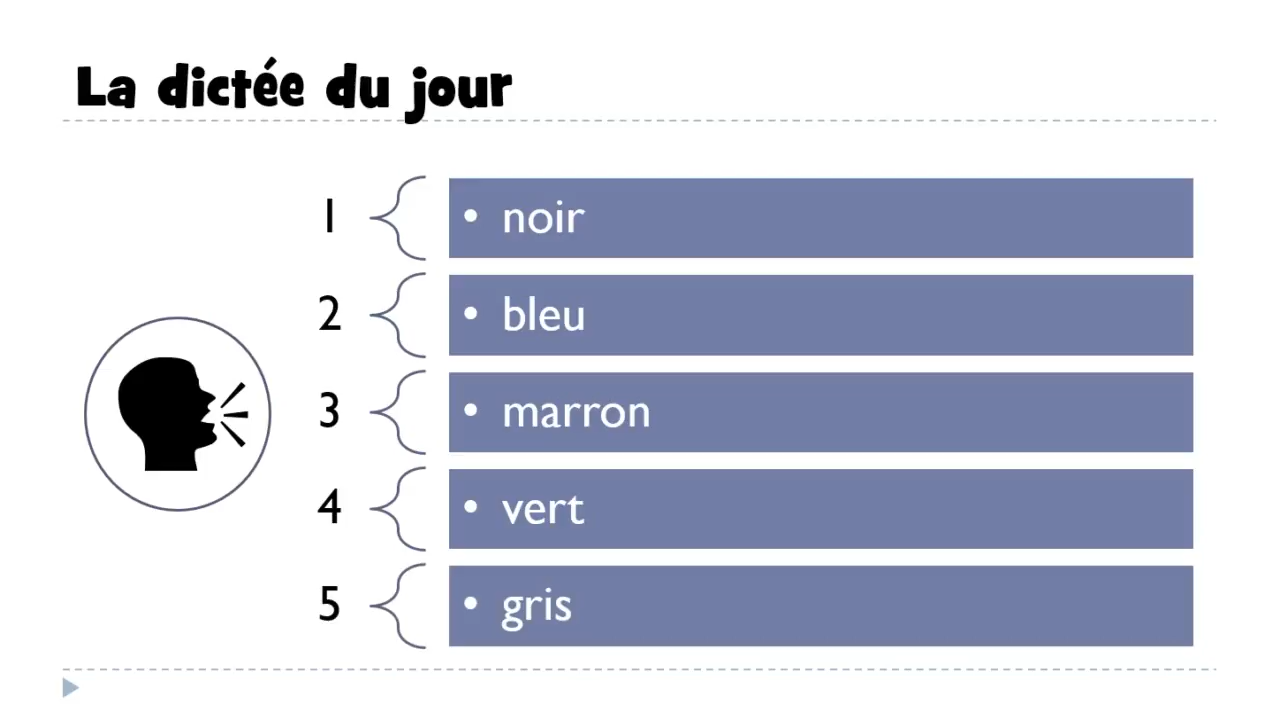 La dictée du jour
1 • noir
2 • bleu
3 • marron
4 • vert
5 • gris